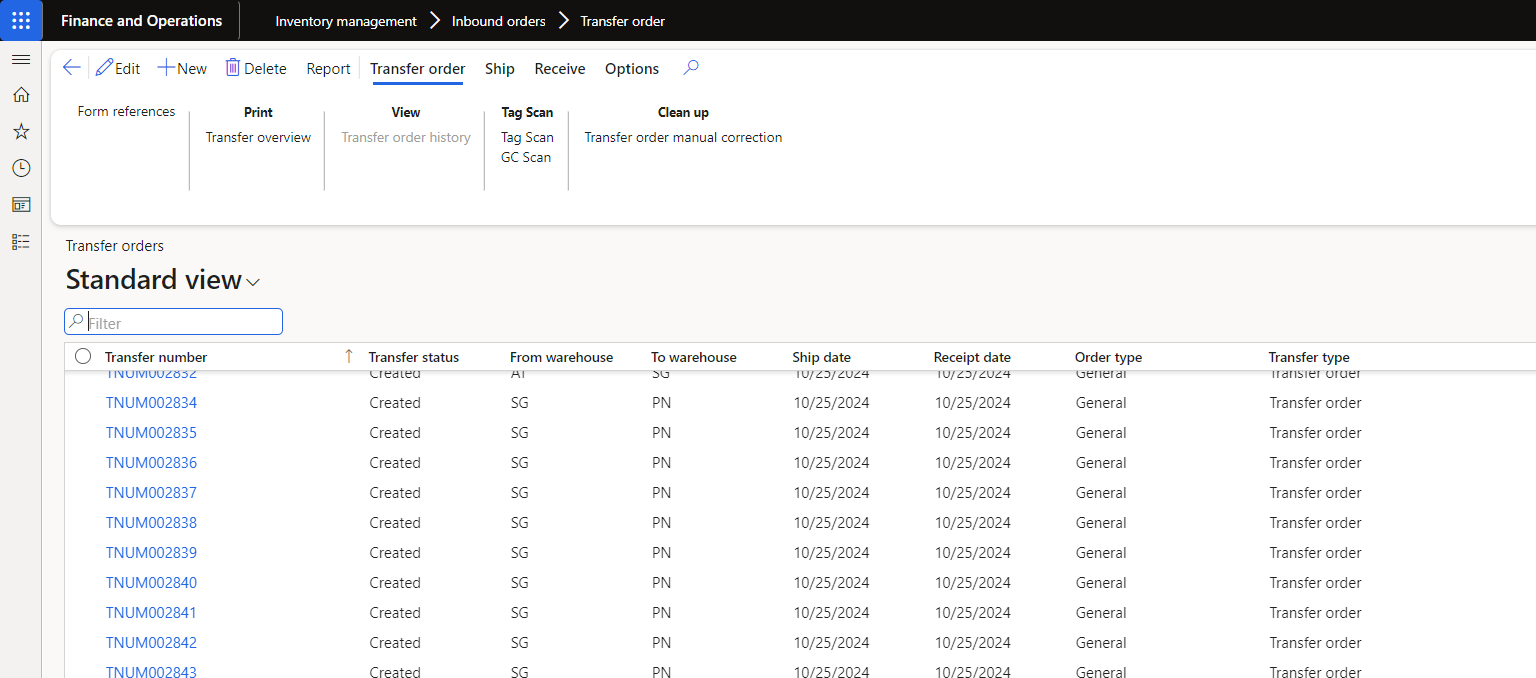 Finance and Operations Inventory management Inbound orders Transfer order
Edit New Delete Report Transfer order Ship Receive Options
Form references Print View Tag Scan Clean up
Transfer overview Transfer order history Tag Scan Transfer order manual correction
GC Scan
Transfer orders
Standard view
Filter
Transfer number Transfer status From warehouse To warehouse Ship date Receipt date Order type Transfer type
TNUM002832 Created AT SG 10/25/2024 10/25/2024 General Transfer order
TNUM002834 Created SG PN 10/25/2024 10/25/2024 General Transfer order
TNUM002835 Created SG PN 10/25/2024 10/25/2024 General Transfer order
TNUM002836 Created SG PN 10/25/2024 10/25/2024 General Transfer order
TNUM002837 Created SG PN 10/25/2024 10/25/2024 General Transfer order
TNUM002838 Created SG PN 10/25/2024 10/25/2024 General Transfer order
TNUM002839 Created SG PN 10/25/2024 10/25/2024 General Transfer order
TNUM002840 Created SG PN 10/25/2024 10/25/2024 General Transfer order
TNUM002841 Created SG PN 10/25/2024 10/25/2024 General Transfer order
TNUM002842 Created SG PN 10/25/2024 10/25/2024 General Transfer order
TNUM002843 Created SG PN 10/25/2024 10/25/2024 General Transfer order